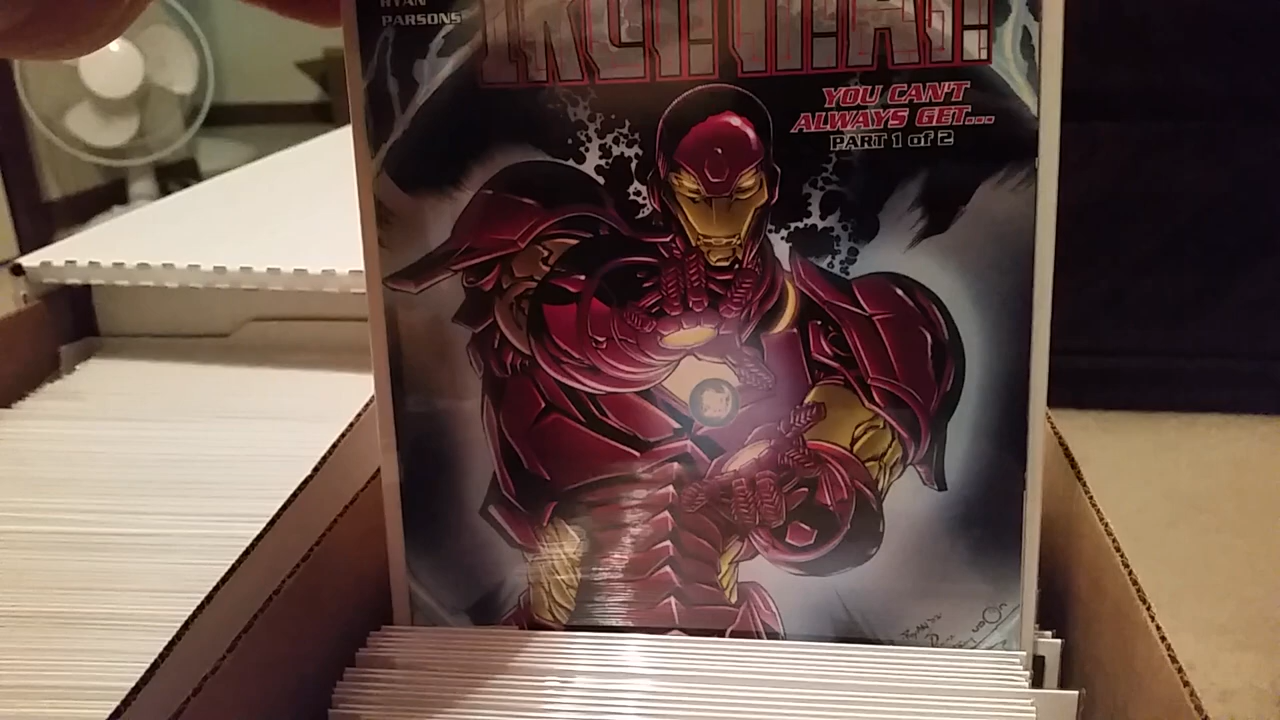 RYAN
PARSONS
IRON MAN
YOU CAN'T
ALWAYS GET...
PART 1 of 2